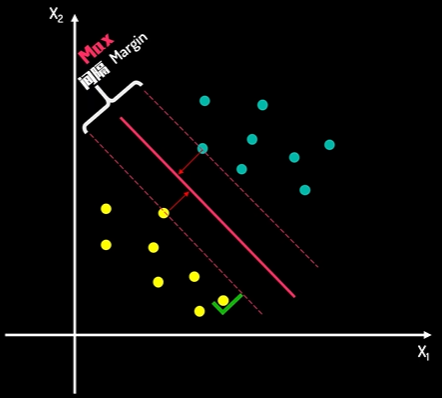 X₂
Max
间隔 Margin
X₁